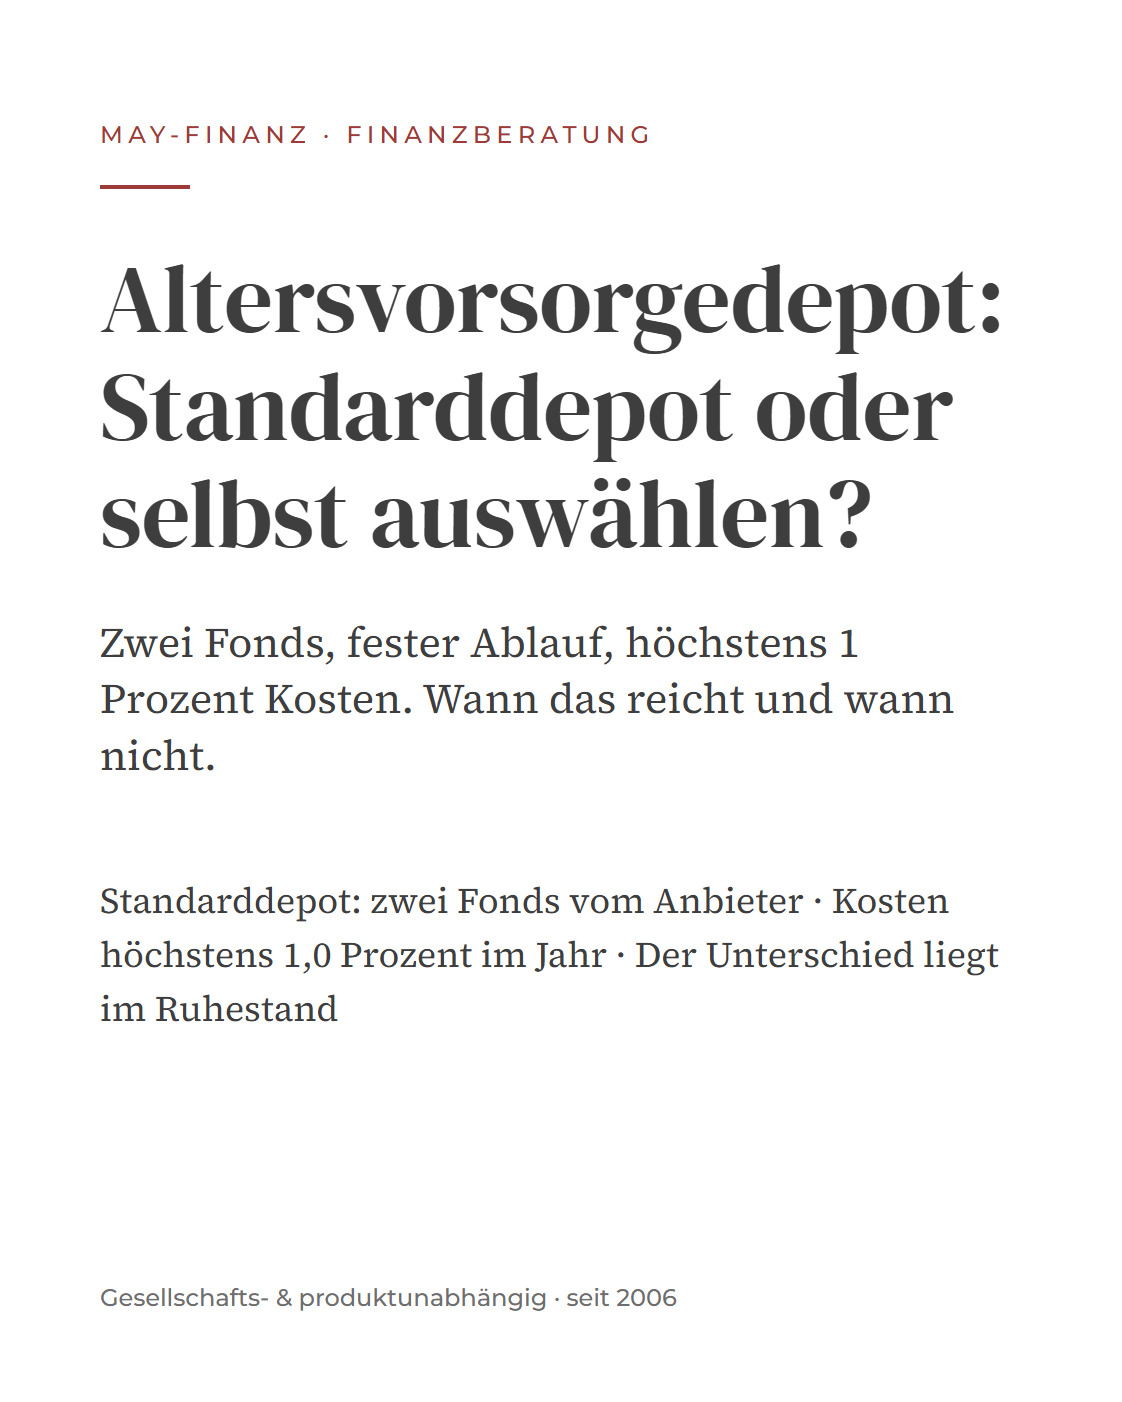 MAY-FINANZ · FINANZBERATUNG
Altersvorsorgedepot:
Standarddepot oder
selbst auswählen?
Zwei Fonds, fester Ablauf, höchstens 1
Prozent Kosten. Wann das reicht und wann
nicht.
Standarddepot: zwei Fonds vom Anbieter · Kosten
höchstens 1,0 Prozent im Jahr · Der Unterschied liegt
im Ruhestand
Gesellschafts- & produktunabhängig · seit 2006